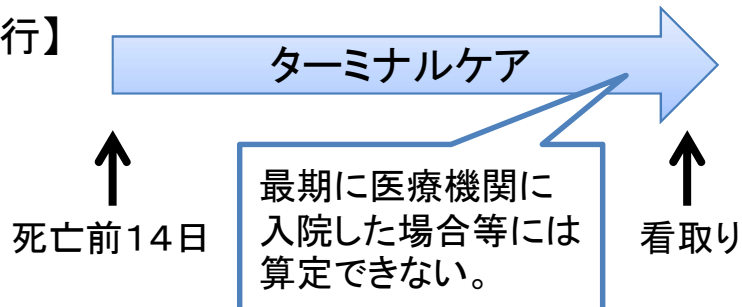 行】
ターミナルケア
最期に医療機関に
入院した場合等には
算定できない。
死亡前14日
看取り